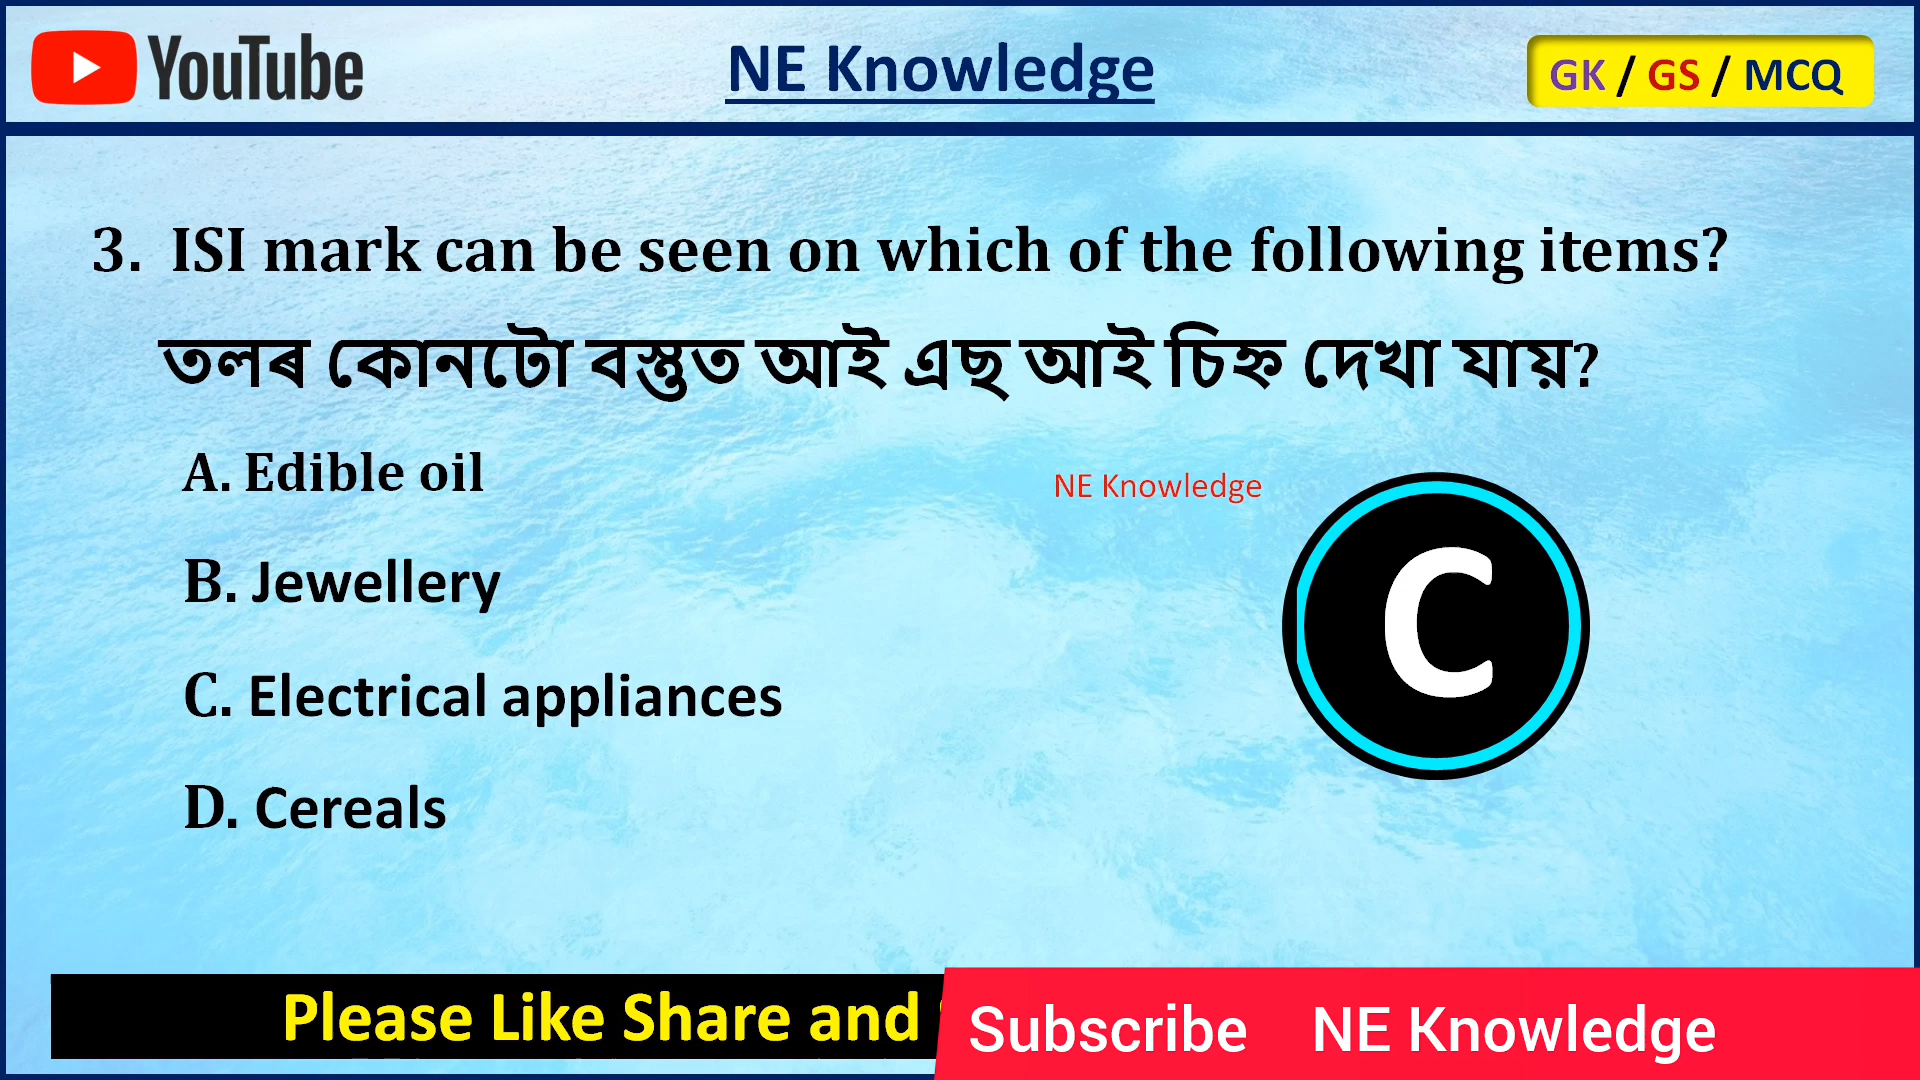 YouTube
NE Knowledge
GK / GS / MCQ
3. ISI mark can be seen on which of the following items?
তলৰ কোনটো বস্তুত আই এছ আই চিহ্ন দেখা যায়?
A. Edible oil
NE Knowledge
B. Jewellery
C
C. Electrical appliances
D. Cereals
Please Like Share and
Subscribe NE Knowledge